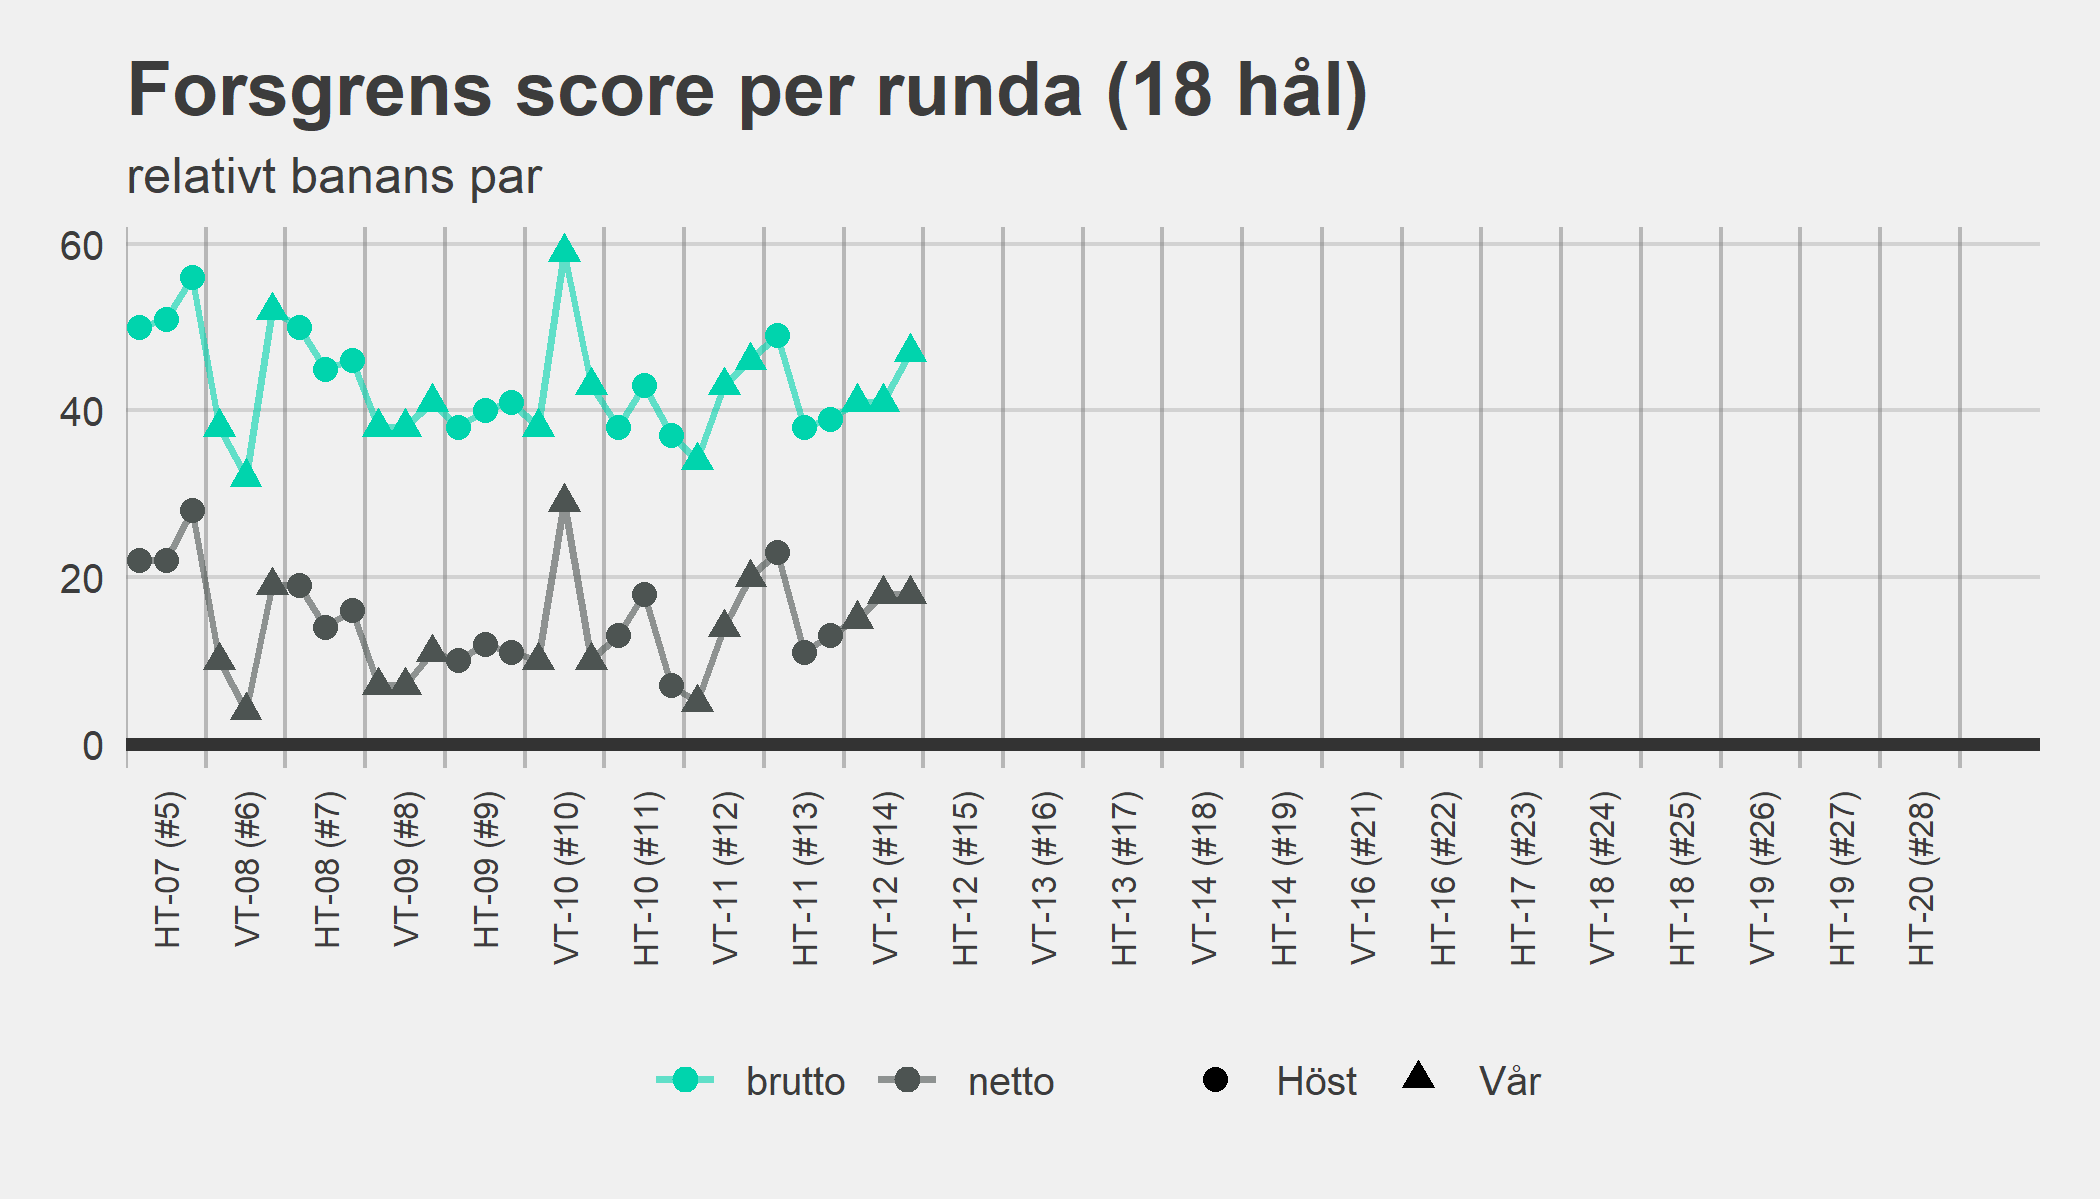 Forsgrens score per runda (18 hål)
relativt banans par
60
40
20
0
HT-07 (#5)
VT-08 (#6)
HT-08 (#7)
VT-09 (#8)
HT-09 (#9)
VT-10 (#10)
HT-10 (#11)
VT-11 (#12)
HT-11 (#13)
VT-12 (#14)
HT-12 (#15)
VT-13 (#16)
HT-13 (#17)
VT-14 (#18)
HT-14 (#19)
VT-16 (#21)
HT-16 (#22)
HT-17 (#23)
VT-18 (#24)
HT-18 (#25)
VT-19 (#26)
HT-19 (#27)
HT-20 (#28)
brutto netto Höst Vår